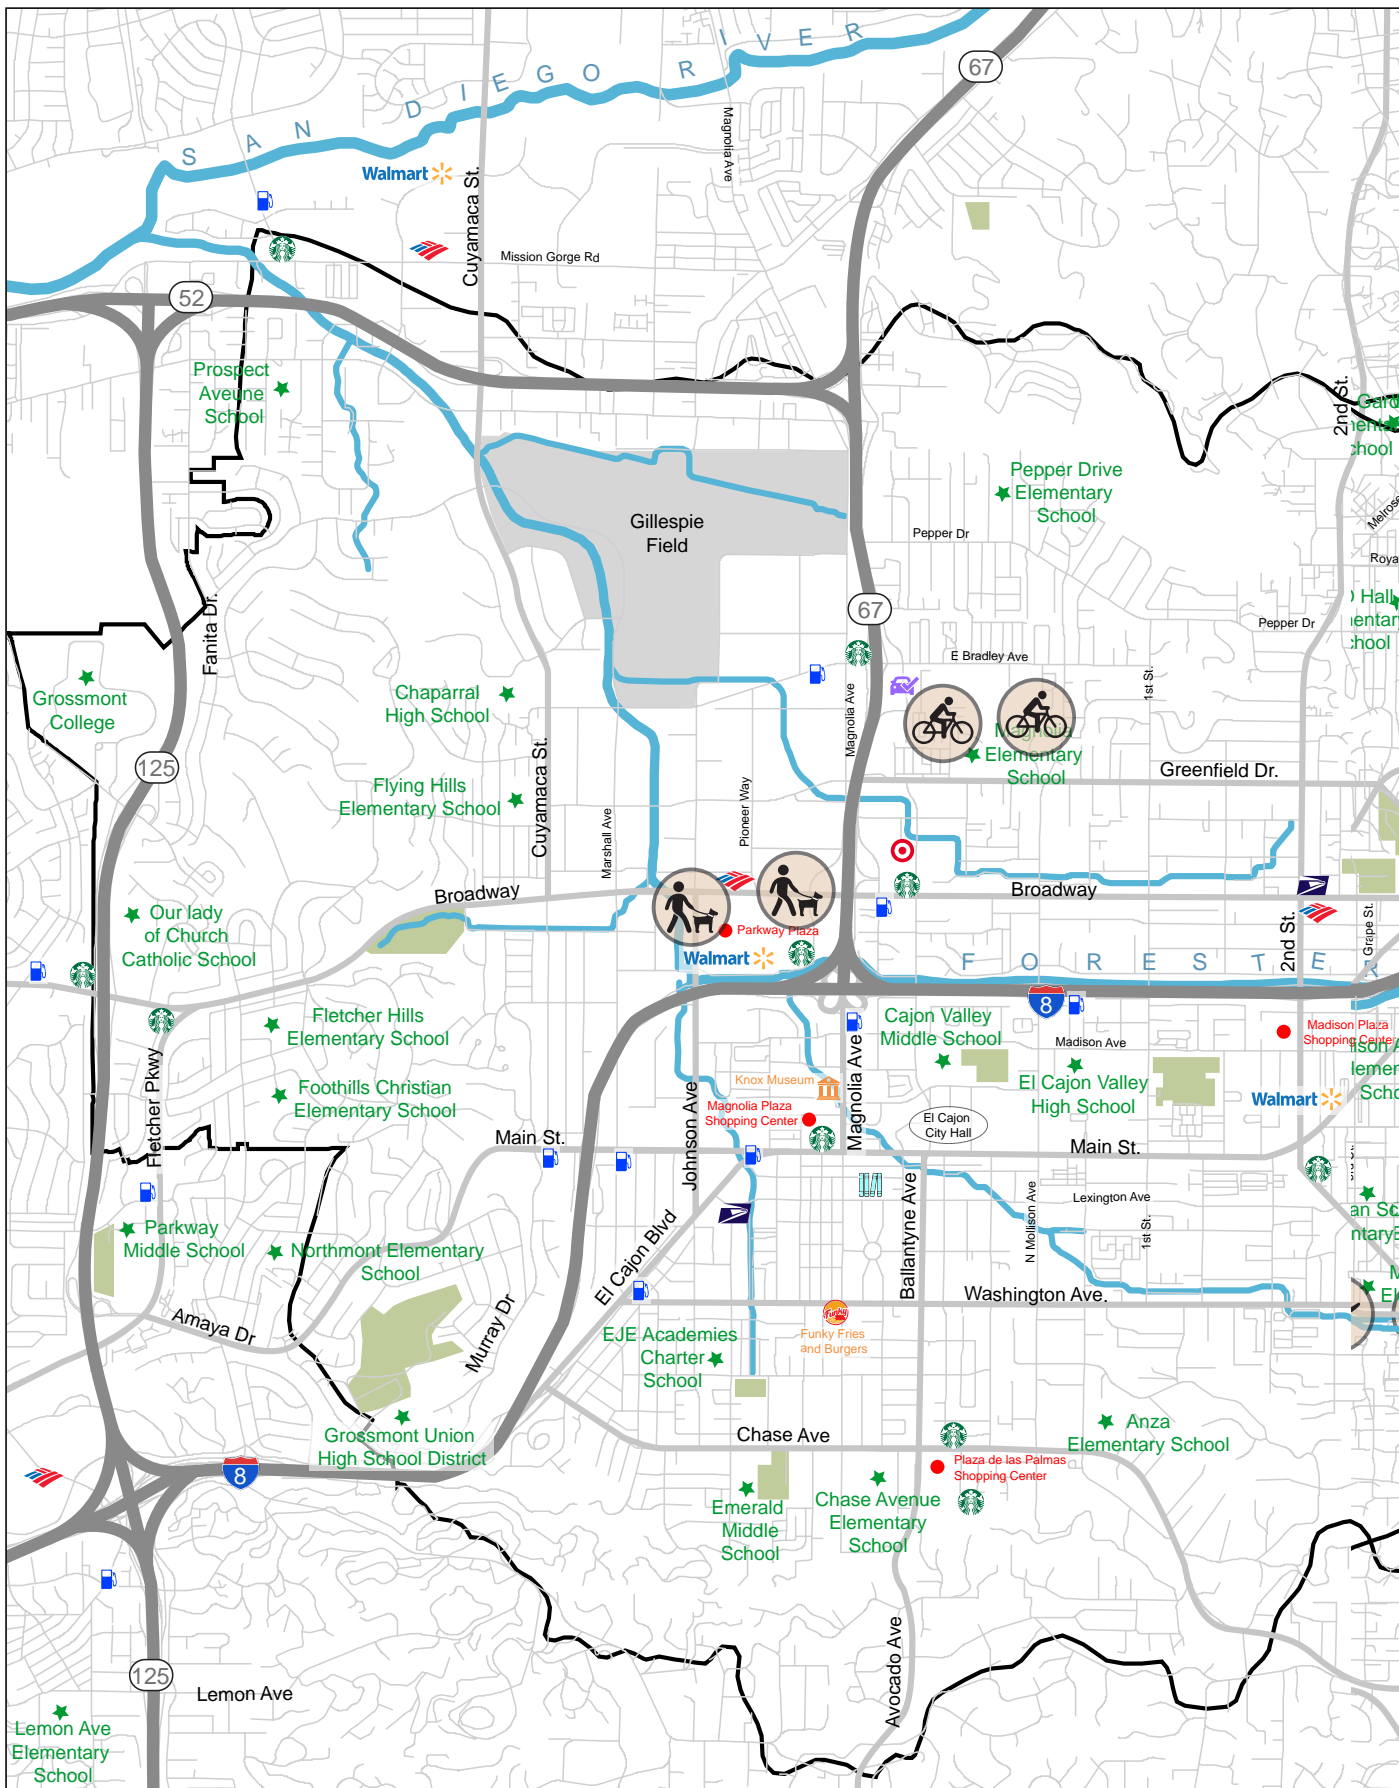 SAN DIEGO RIVER
67
Magnolia Ave
Walmart
Cuyamaca St.
Mission Gorge Rd
52
Prospect
Aveune
School
2nd St.
Pepper Drive
Elementary
School
Gillespie
Field
Pepper Dr
Melrose
67
Fanita Dr.
Pepper Dr
E Bradley Ave
1st St.
Grossmont
College
Chaparral
High School
Magnolia Ave
Magnolia
Elementary
School
125
Greenfield Dr.
Flying Hills
Elementary School
Cuyamaca St.
Marshall Ave
Pioneer Way
Broadway
Broadway
Our lady
of Church
Catholic School
Parkway Plaza
Walmart
2nd St.
Grape St.
FORESTER
8
Fletcher Hills
Elementary School
Cajon Valley
Middle School
Madison Plaza
Shopping Cente
Madison Ave
Fletcher Pkwy
Foothills Christian
Elementary School
Knox Museum
Magnolia Plaza
Shopping Center
Johnson Ave
Magnolia Ave
El Cajon Valley
High School
Walmart
El Cajon
City Hall
Main St.
Main St.
Ballantyne Ave
N Mollison Ave
Lexington Ave
1st St.
Parkway
Middle School
Northmont Elementary
School
El Cajon Blvd
Washington Ave.
Amaya Dr
Murray Dr
Funky
Funky Fries
and Burgers
EJE Academies
Charter
School
Grossmont Union
High School District
Chase Ave
Anza
Elementary School
8
Plaza de las Palmas
Shopping Center
Emerald
Middle
School
Chase Avenue
Elementary
School
Avocado Ave
125
Lemon Ave
Lemon Ave
Elementary
School